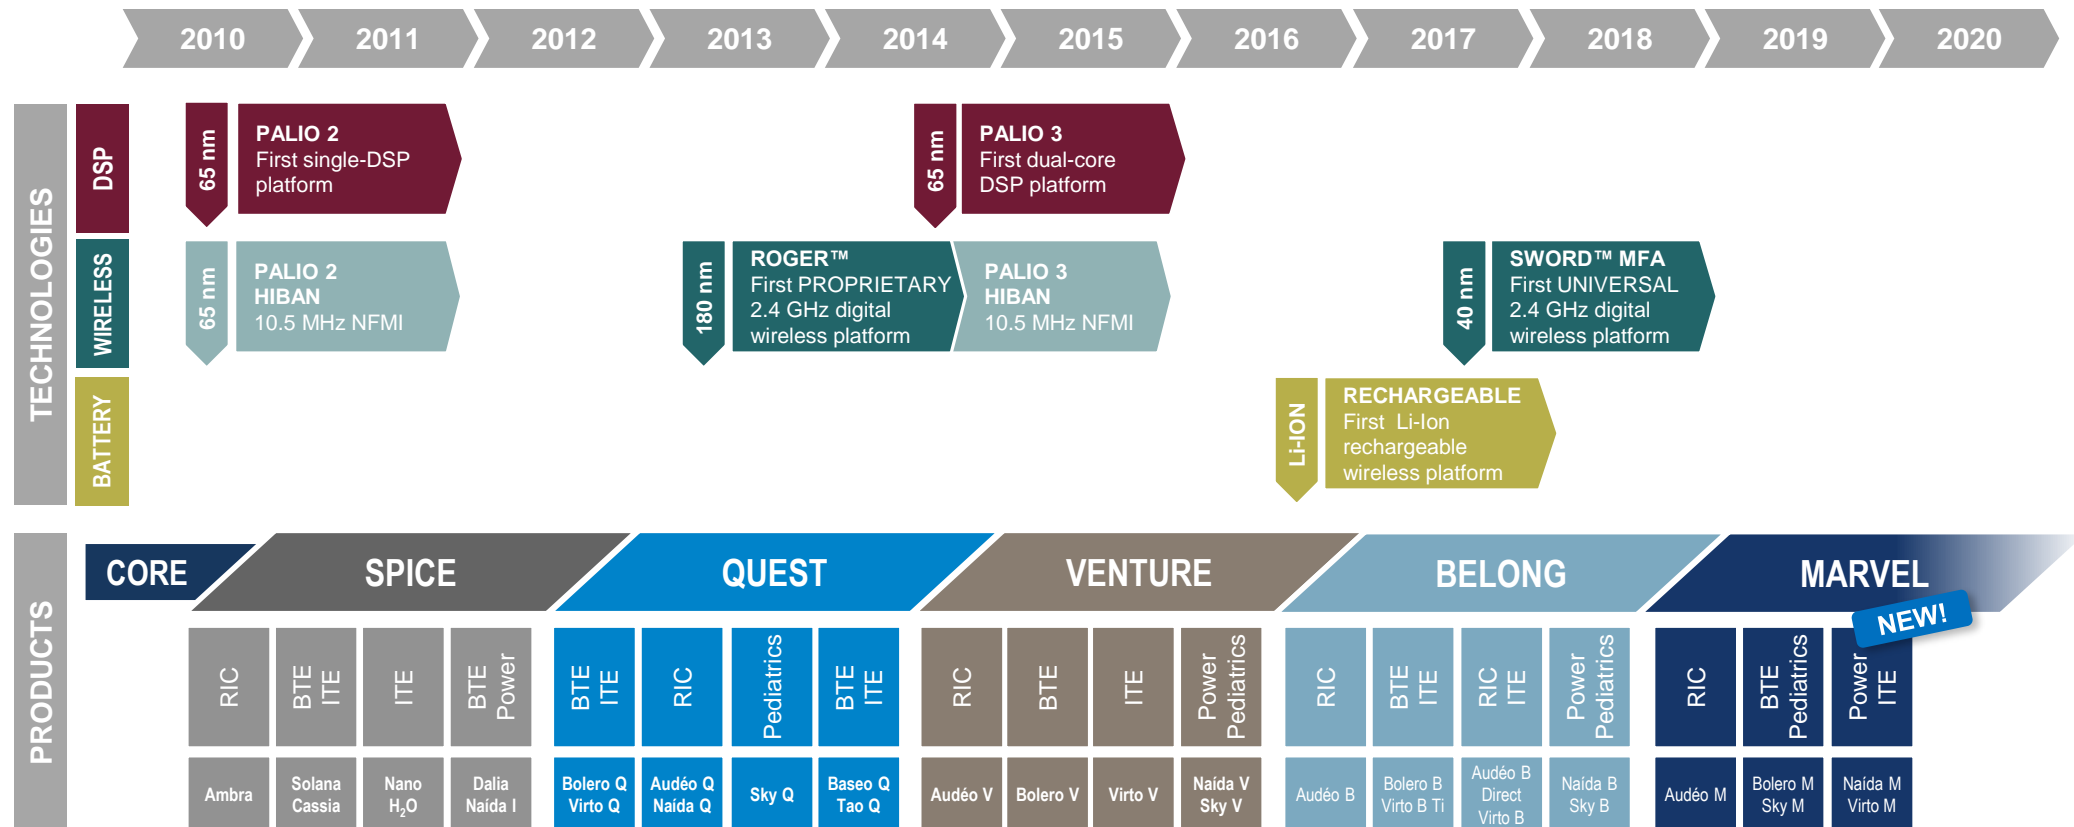 2010
2011
2012
2013
2014
2015
2016
2017
2018
2019
2020
TECHNOLOGIES
DSP
65 nm
PALIO 2
First single-DSP
platform
65 nm
PALIO 3
First dual-core
DSP platform
WIRELESS
65 nm
PALIO 2
HIBAN
10.5 MHz NFMI
180 nm
ROGER™
First PROPRIETARY
2.4 GHz digital
wireless platform
PALIO 3
HIBAN
10.5 MHz NFMI
40 nm
SWORD™ MFA
First UNIVERSAL
2.4 GHz digital
wireless platform
BATTERY
Li-ION
RECHARGEABLE
First Li-Ion
rechargeable
wireless platform
PRODUCTS
CORE
SPICE
QUEST
VENTURE
BELONG
MARVEL
NEW!
RIC
BTE
ITE
ITE
BTE
Power
BTE
ITE
RIC
Pediatrics
BTE
ITE
RIC
BTE
ITE
Power
Pediatrics
RIC
BTE
ITE
RIC
ITE
Power
Pediatrics
RIC
BTE
Pediatrics
Power
ITE
Ambra
Solana
Cassia
Nano
H₂O
Dalia
Naída I
Bolero Q
Virto Q
Audéo Q
Naída Q
Sky Q
Baseo Q
Tao Q
Audéo V
Bolero V
Virto V
Naída V
Sky V
Audéo B
Bolero B
Virto B Ti
Audéo B
Direct
Virto B
Naída B
Sky B
Audéo M
Bolero M
Sky M
Naída M
Virto M